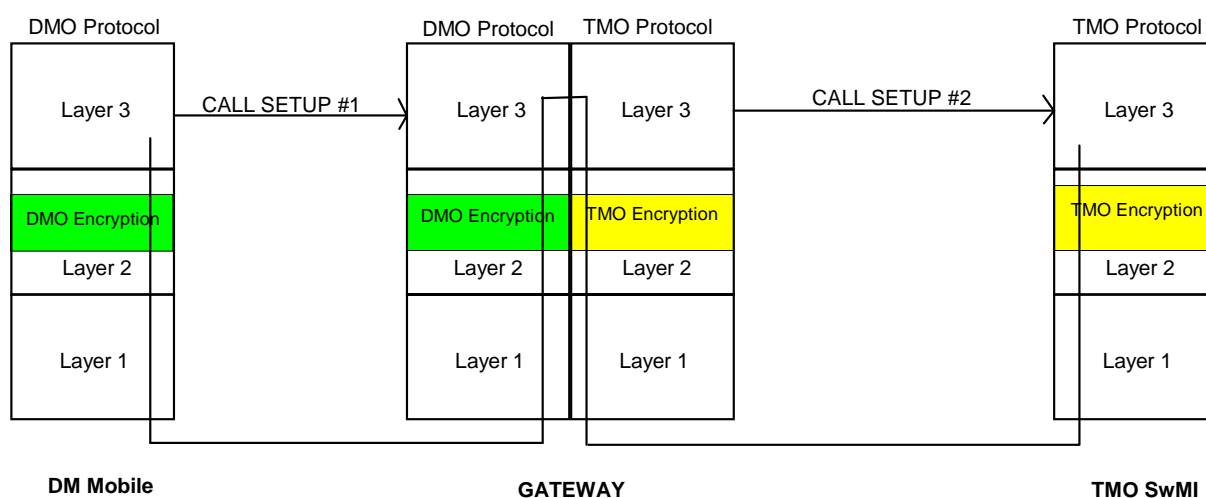 DMO Protocol
DMO Protocol
TMO Protocol
TMO Protocol
Layer 3
CALL SETUP #1
Layer 3
Layer 3
CALL SETUP #2
Layer 3
DMO Encryption
DMO Encryption
TMO Encryption
TMO Encryption
Layer 2
Layer 2
Layer 2
Layer 2
Layer 1
Layer 1
Layer 1
Layer 1
DM Mobile
GATEWAY
TMO SwMI